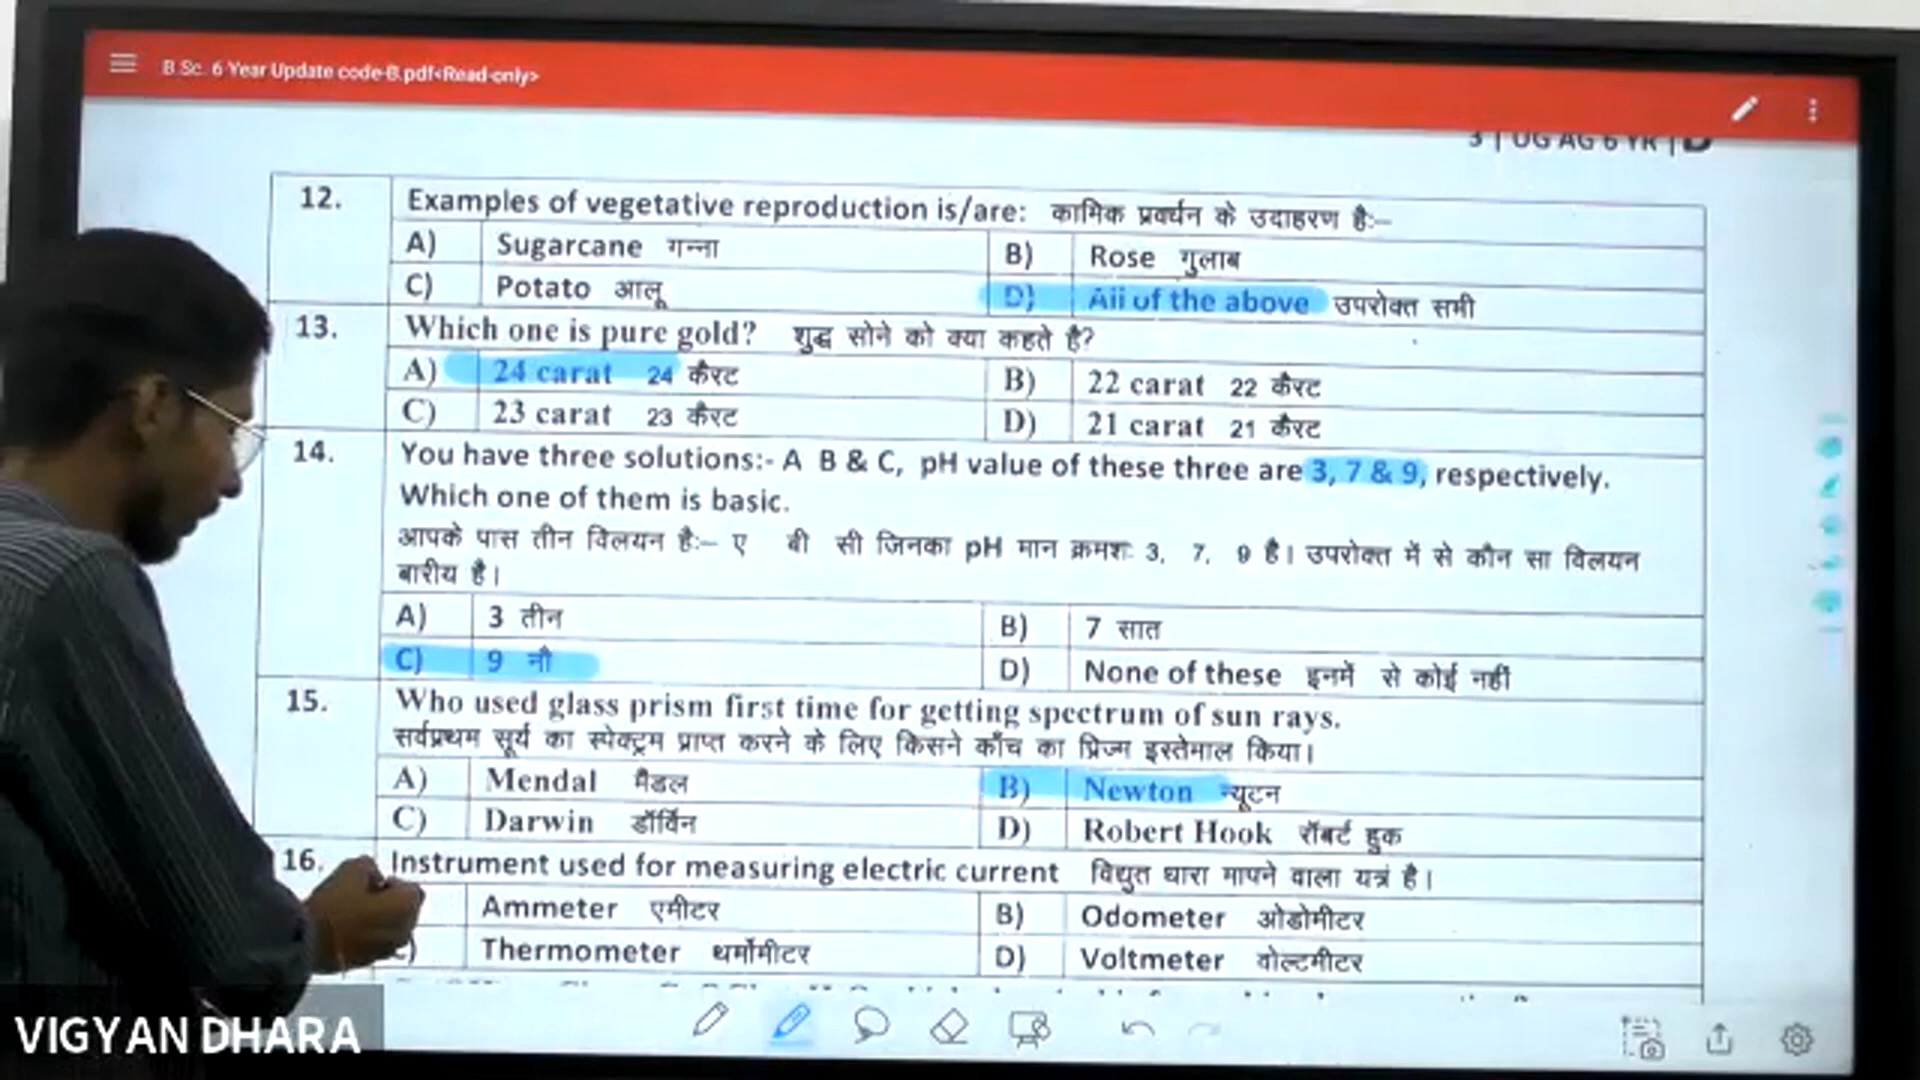 B.Sc. 6 Year Update code-B.pdf<Read-only>
3 | UG AG 6 YR |
12. Examples of vegetative reproduction is/are: कामिक प्रवर्धन के उदाहरण है:–
A) Sugarcane गन्ना B) Rose गुलाब
C) Potato आलू D) All of the above उपरोक्त सभी
13. Which one is pure gold? शुद्ध सोने को क्या कहते है?
A) 24 carat 24 कैरट B) 22 carat 22 कैरट
C) 23 carat 23 कैरट D) 21 carat 21 कैरट
14. You have three solutions:- A B & C, pH value of these three are 3, 7 & 9, respectively.
Which one of them is basic.
आपके पास तीन विलयन है:– ए बी सी जिनका pH मान क्रमशः 3, 7, 9 है। उपरोक्त में से कौन सा विलयन
बारीय है।
A) 3 तीन B) 7 सात
C) 9 नौ D) None of these इनमें से कोई नहीं
15. Who used glass prism first time for getting spectrum of sun rays.
सर्वप्रथम सूर्य का स्पेक्ट्रम प्राप्त करने के लिए किसने काँच का प्रिज्म इस्तेमाल किया।
A) Mendal मैडल B) Newton न्यूटन
C) Darwin डॉर्विन D) Robert Hook रॉबर्ट हुक
16. Instrument used for measuring electric current विद्युत धारा मापने वाला यत्रं है।
Ammeter एमीटर B) Odometer ओडोमीटर
Thermometer थर्मोमीटर D) Voltmeter वोल्टमीटर
VIGYAN DHARA